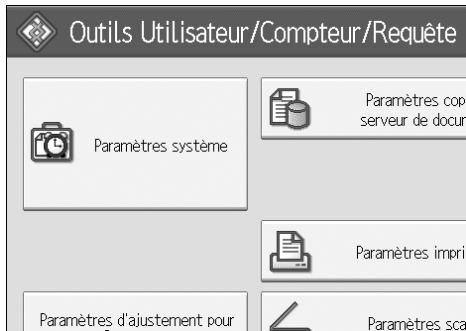 Outils Utilisateur/Compteur/Requête
Paramètres système
Paramètres cop
serveur de docur
Paramètres impri
Paramètres d'ajustement pour
Paramètres sca